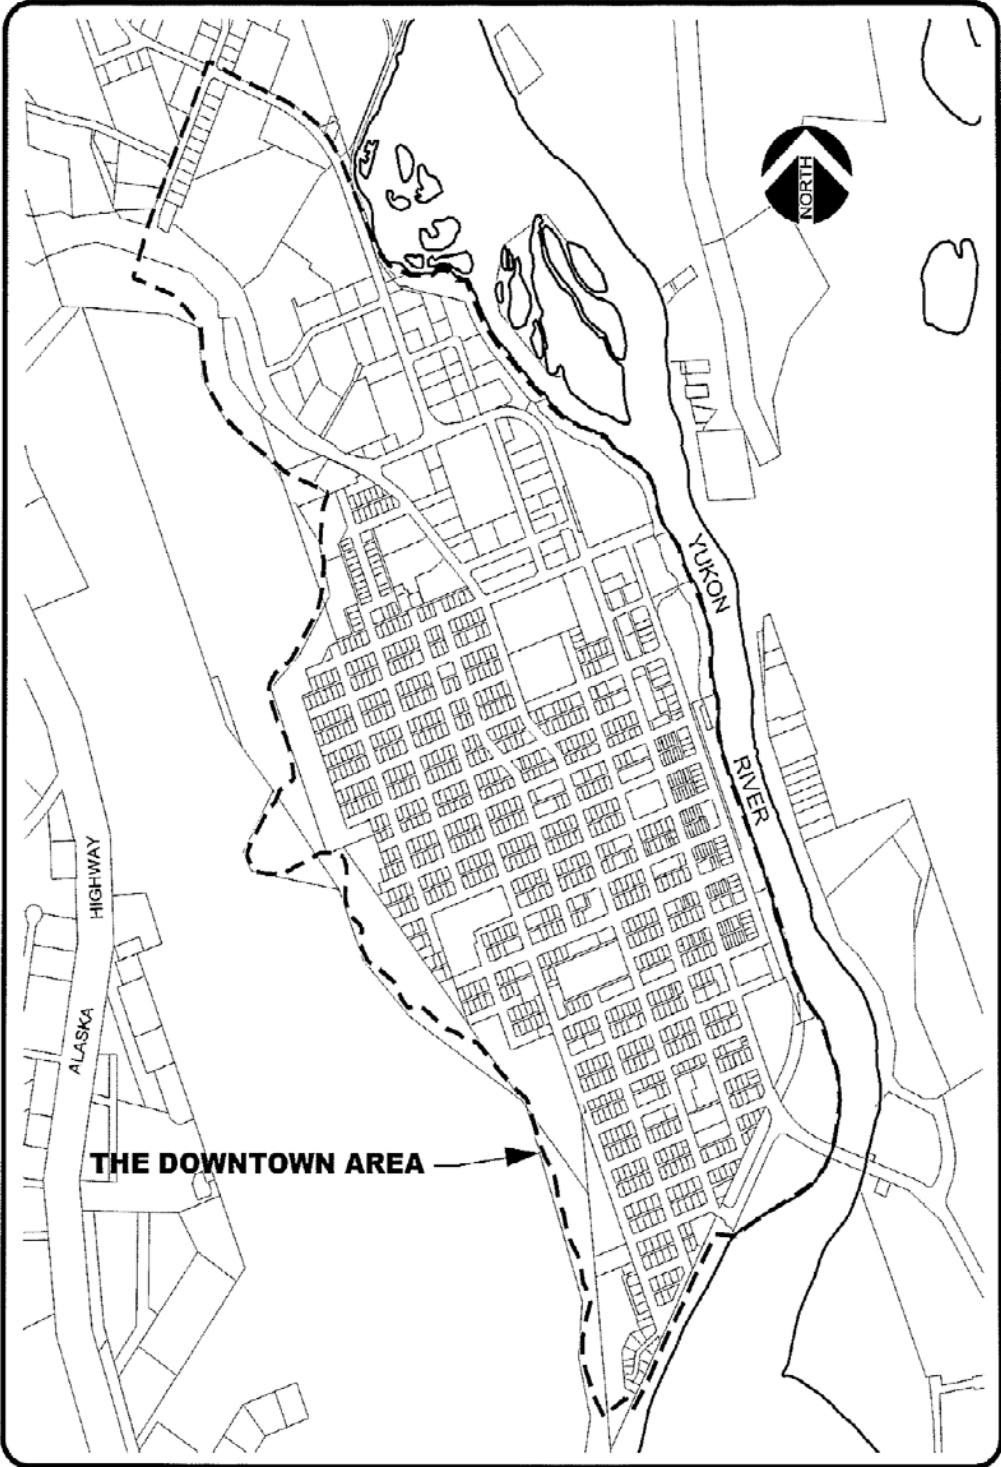 NORTH
YUKON
RIVER
HIGHWAY
ALASKA
THE DOWNTOWN AREA